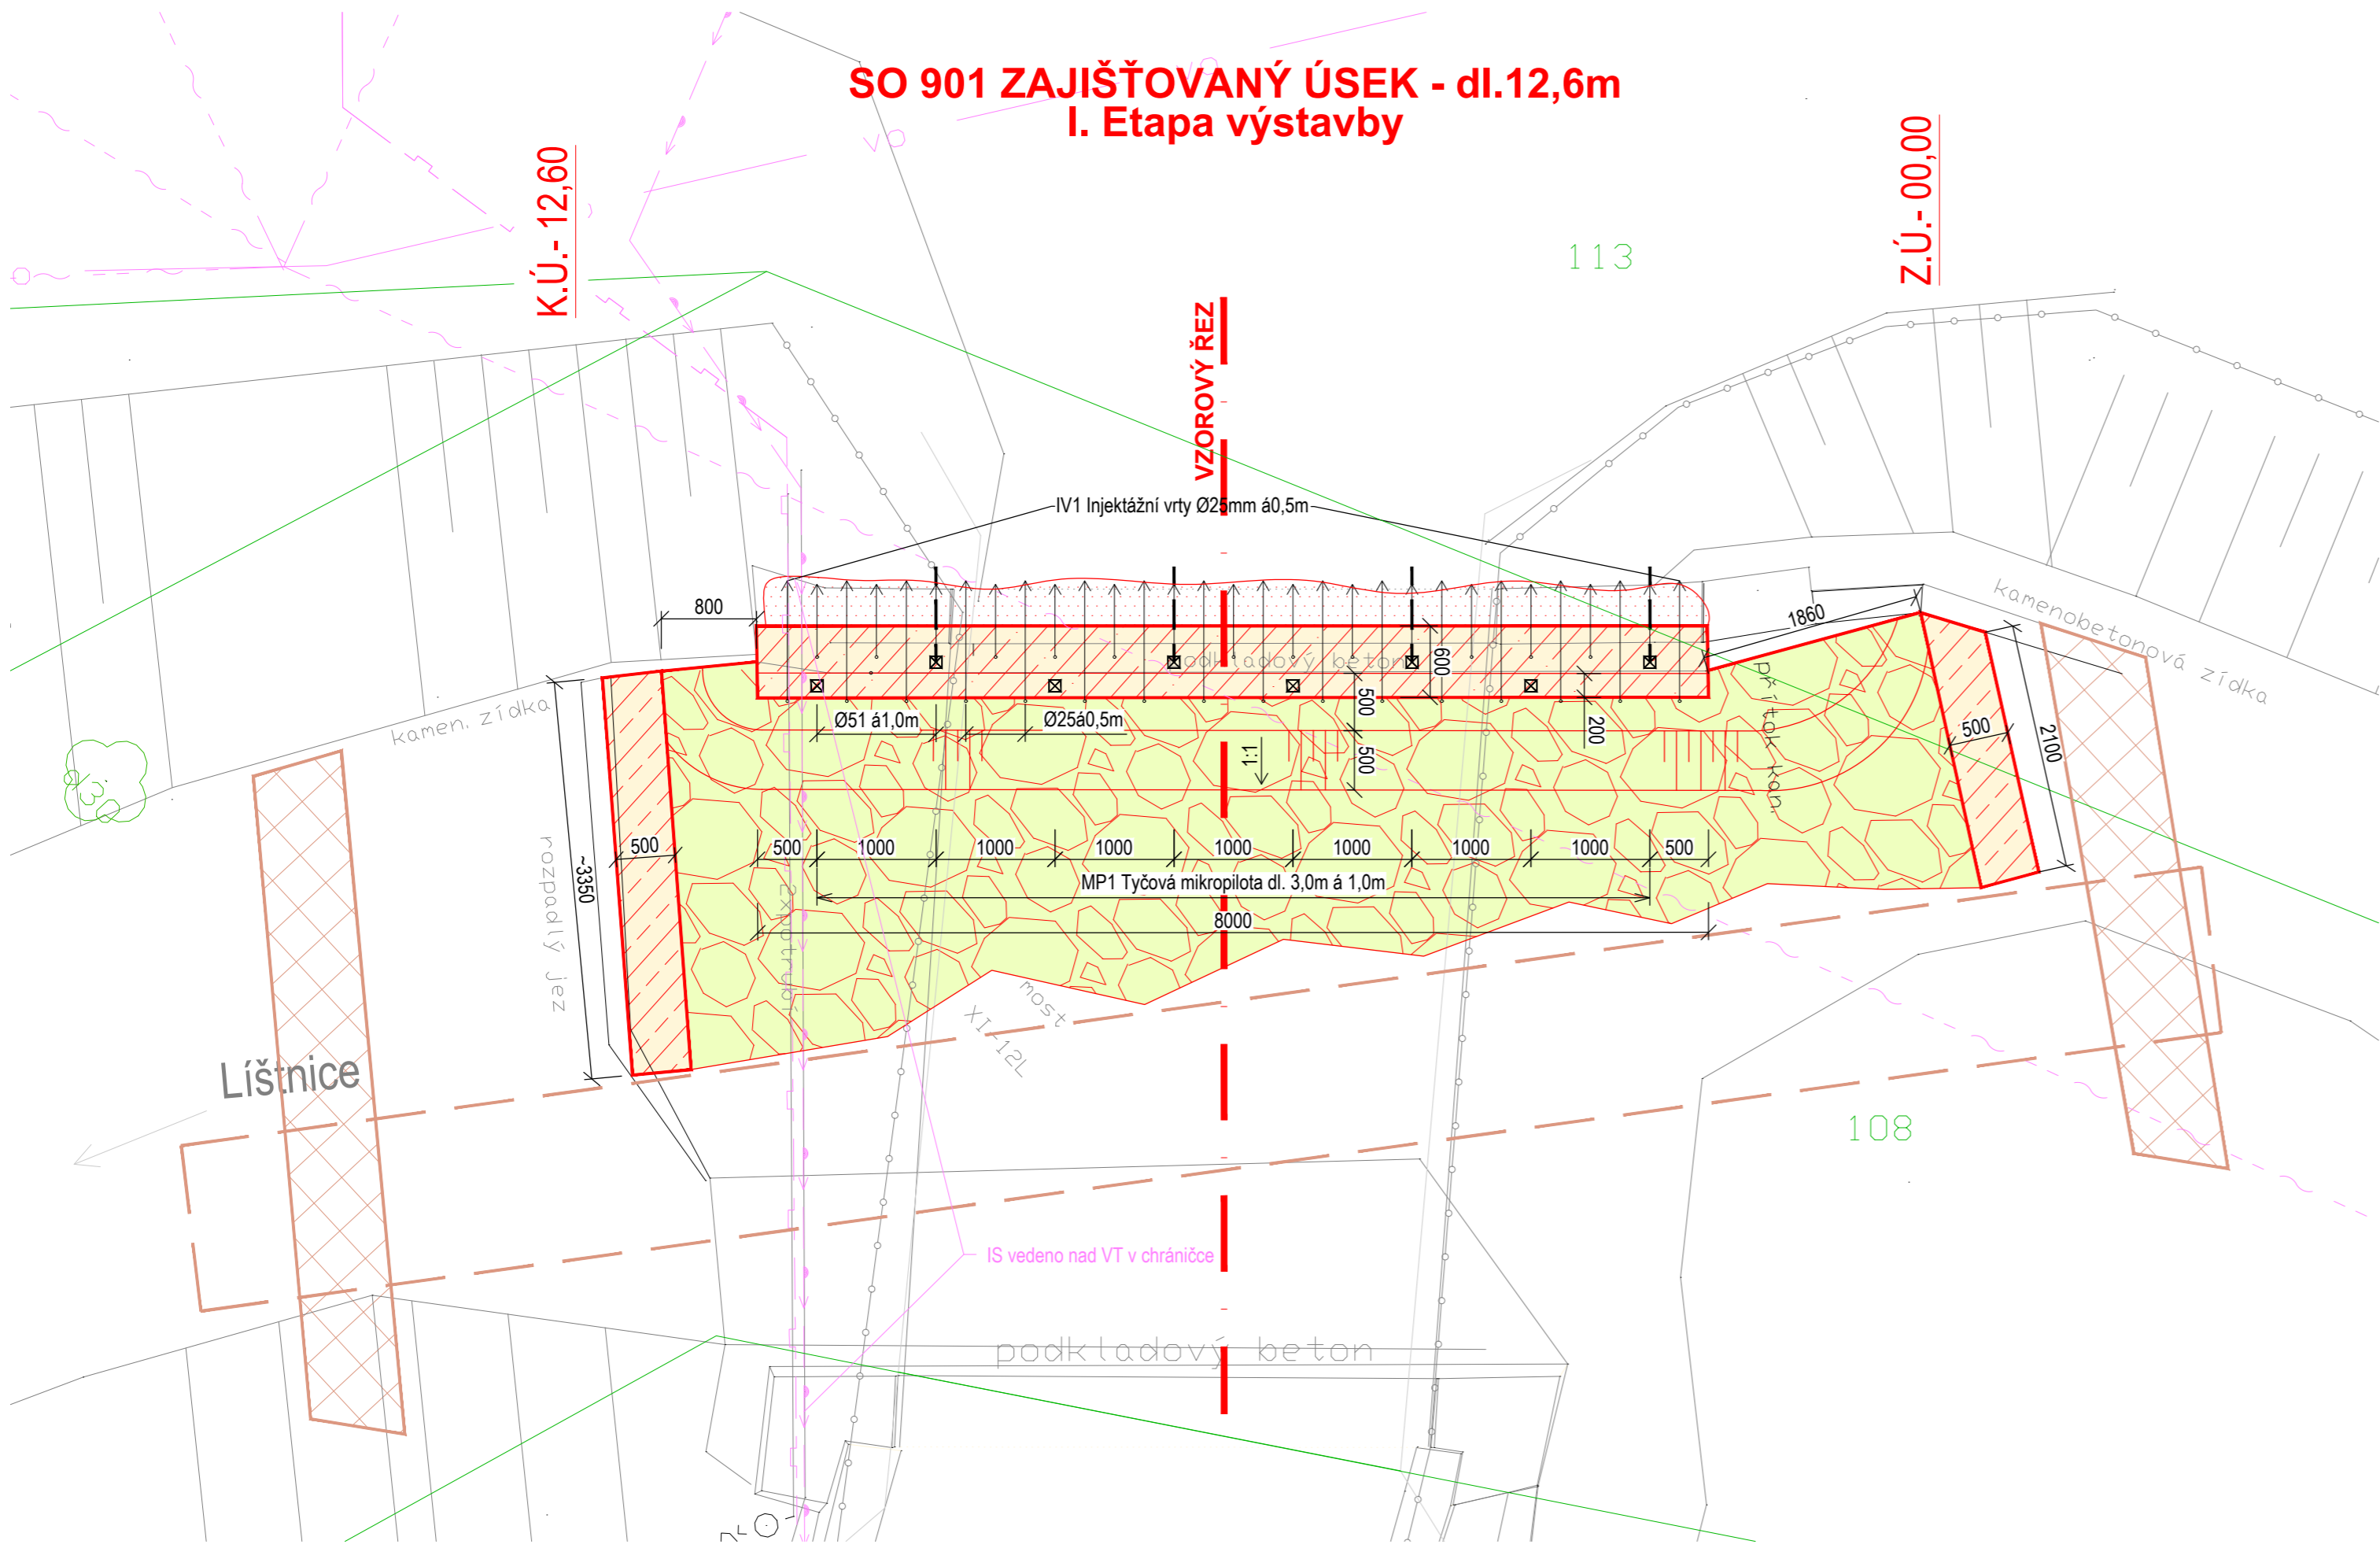 SO 901 ZAJIŠŤOVANÝ ÚSEK - dl.12,6m
I. Etapa výstavby
K.Ú.- 12,60
Z.Ú.- 00,00
113
VZOROVÝ ŘEZ
IV1 Injektážní vrty Ø25mm á0,5m
800
1860
kamenobetonová zídka
podkladový beton
600
kamen. zídka
přítok kan.
Ø51 á1,0m
Ø25á0,5m
500
200
500
1:1
500
2100
rozpadlý jez
~3350
500
500
1000
1000
1000
1000
1000
1000
1000
500
MP1 Tyčová mikropilota dl. 3,0m á 1,0m
8000
2xpotrubí
most
XI-12L
Líštnice
108
IS vedeno nad VT v chráničce
podkladový beton